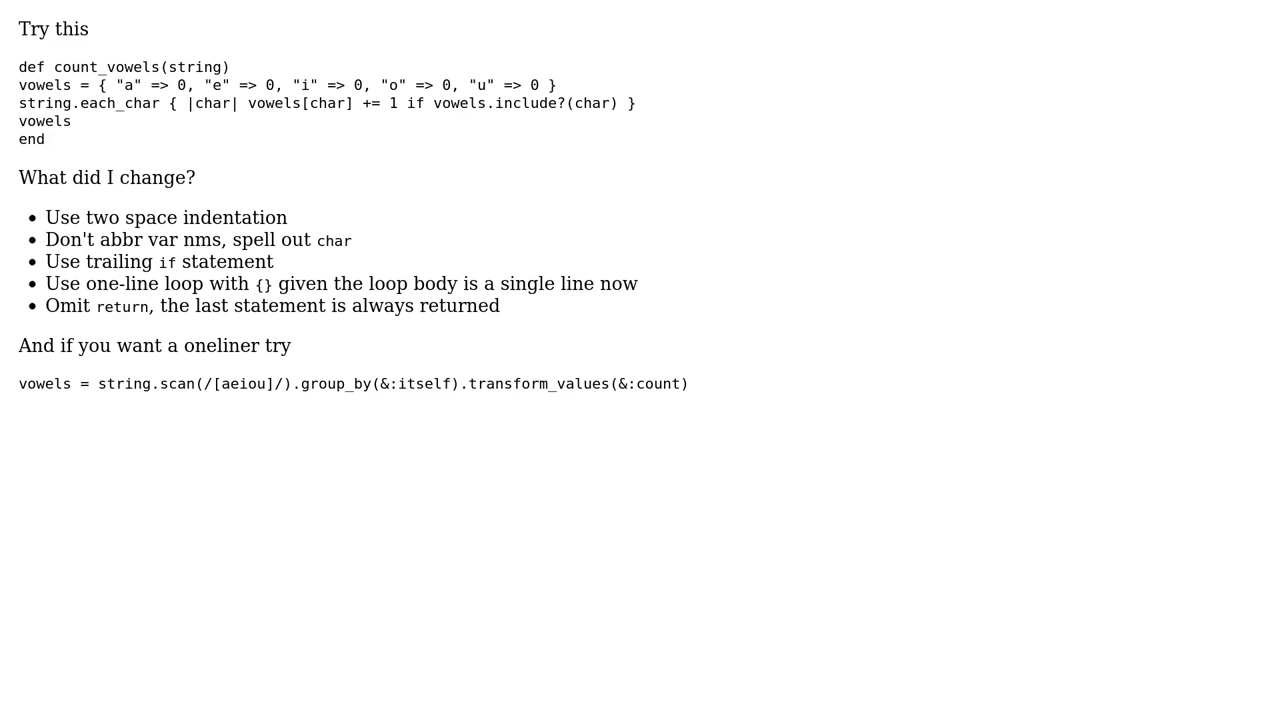 Try this
def count_vowels(string)
vowels = { "a" => 0, "e" => 0, "i" => 0, "o" => 0, "u" => 0 }
string.each_char { |char| vowels[char] += 1 if vowels.include?(char) }
vowels
end
What did I change?
• Use two space indentation
• Don't abbr var nms, spell out char
• Use trailing if statement
• Use one-line loop with {} given the loop body is a single line now
• Omit return, the last statement is always returned
And if you want a oneliner try
vowels = string.scan(/[aeiou]/).group_by(&:itself).transform_values(&:count)